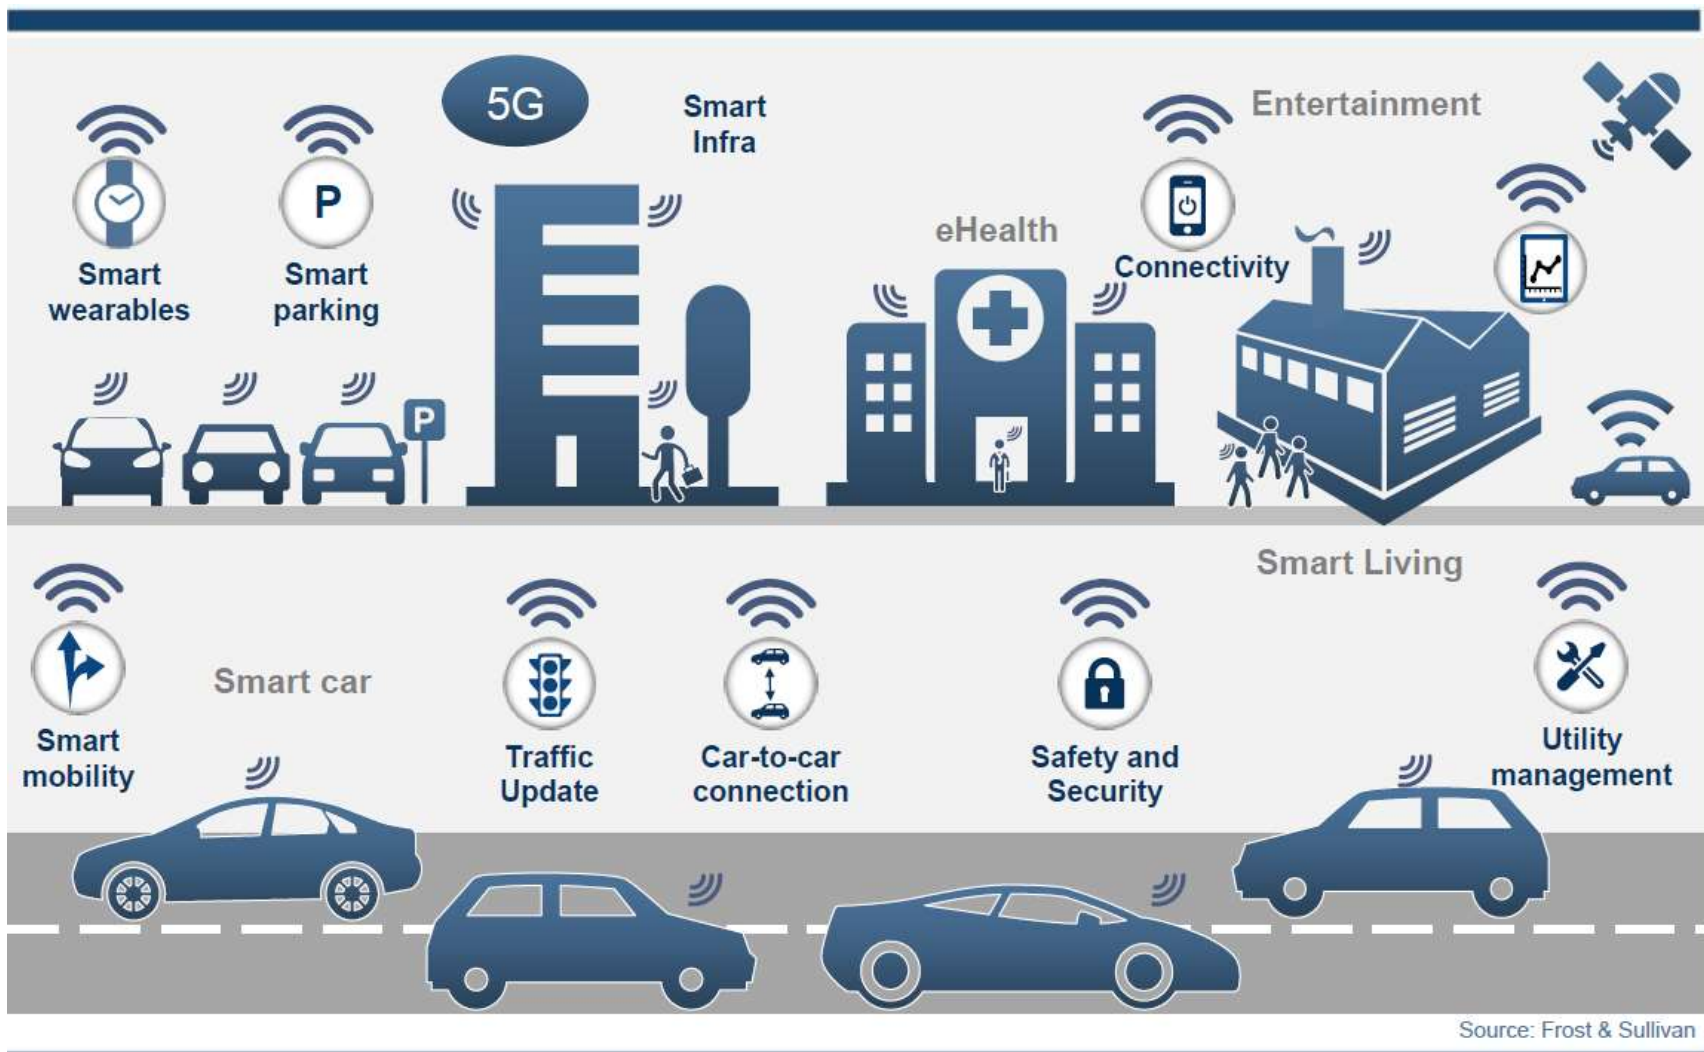 5G
Smart
Infra
Entertainment
P
Smart
wearables
Smart
parking
eHealth
Connectivity
P
Smart Living
Smart car
Smart
mobility
Traffic
Update
Car-to-car
connection
Safety and
Security
Utility
management
Source: Frost & Sullivan